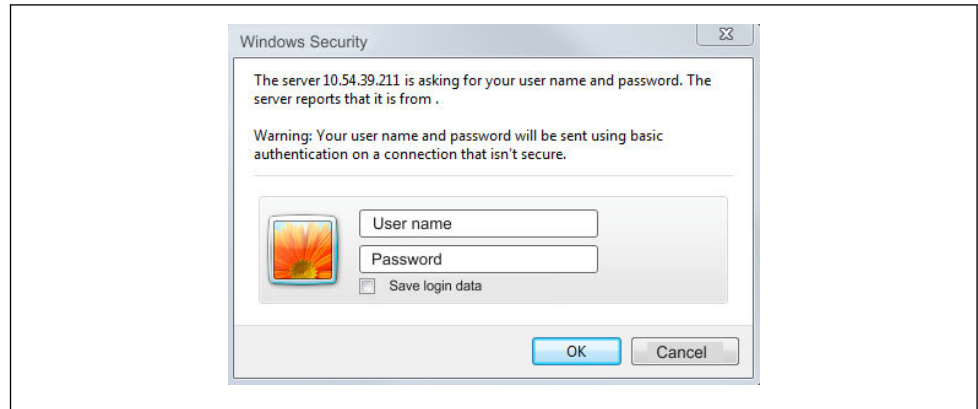 Windows Security
The server 10.54.39.211 is asking for your user name and password. The
server reports that it is from .
Warning: Your user name and password will be sent using basic
authentication on a connection that isn't secure.
User name
Password
Save login data
OK
Cancel